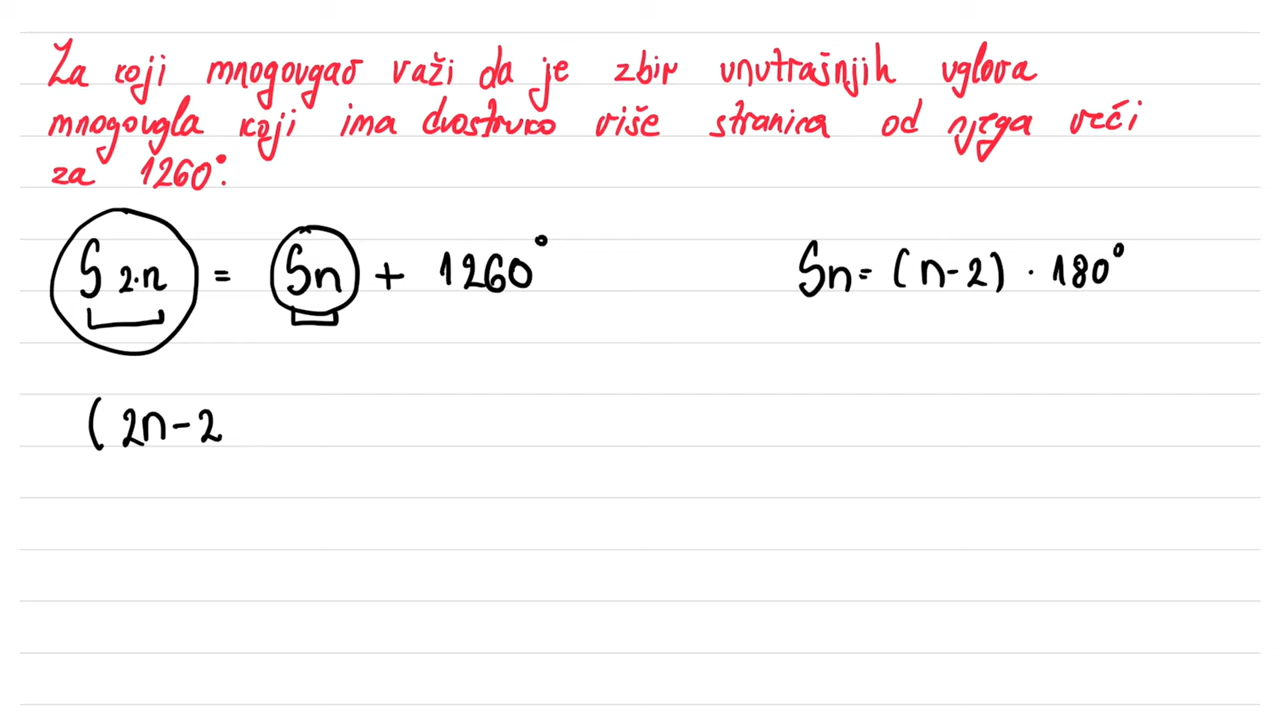 Za koji mnogougao važi da je zbir unutrašnjih uglova
mnogougla koji ima dvostruko više stranica od njega veći
za 1260°.
S 2·n = Sn + 1260°
Sn = (n-2) · 180°
( 2n - 2